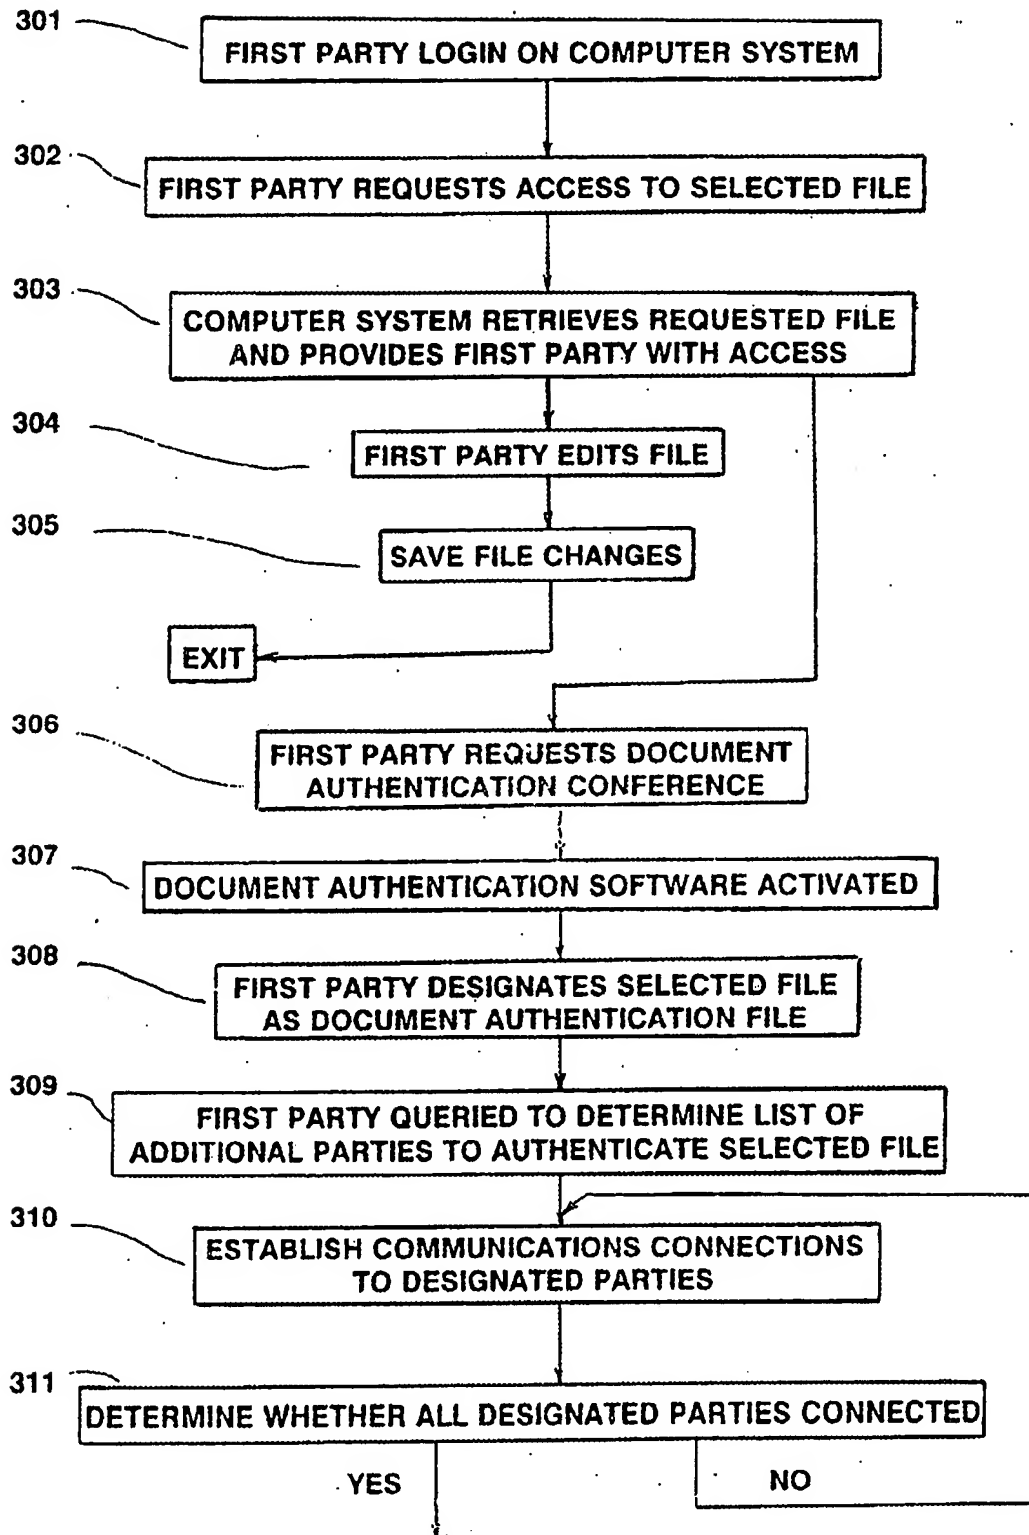 301
FIRST PARTY LOGIN ON COMPUTER SYSTEM
302
FIRST PARTY REQUESTS ACCESS TO SELECTED FILE
303
COMPUTER SYSTEM RETRIEVES REQUESTED FILE
AND PROVIDES FIRST PARTY WITH ACCESS
304
FIRST PARTY EDITS FILE
305
SAVE FILE CHANGES
EXIT
306
FIRST PARTY REQUESTS DOCUMENT
AUTHENTICATION CONFERENCE
307
DOCUMENT AUTHENTICATION SOFTWARE ACTIVATED
308
FIRST PARTY DESIGNATES SELECTED FILE
AS DOCUMENT AUTHENTICATION FILE
309
FIRST PARTY QUERIED TO DETERMINE LIST OF
ADDITIONAL PARTIES TO AUTHENTICATE SELECTED FILE
310
ESTABLISH COMMUNICATIONS CONNECTIONS
TO DESIGNATED PARTIES
311
DETERMINE WHETHER ALL DESIGNATED PARTIES CONNECTED
YES
NO